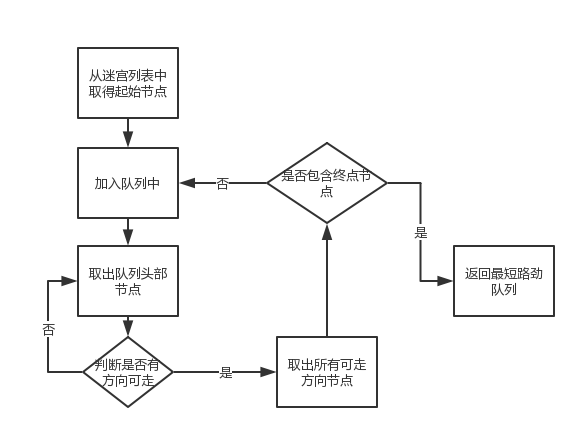 从迷宫列表中
取得起始节点
加入队列中
否
是否包含终点节
点
是
取出队列头部
节点
返回最短路劲
队列
否
判断是否有
方向可走
是
取出所有可走
方向节点